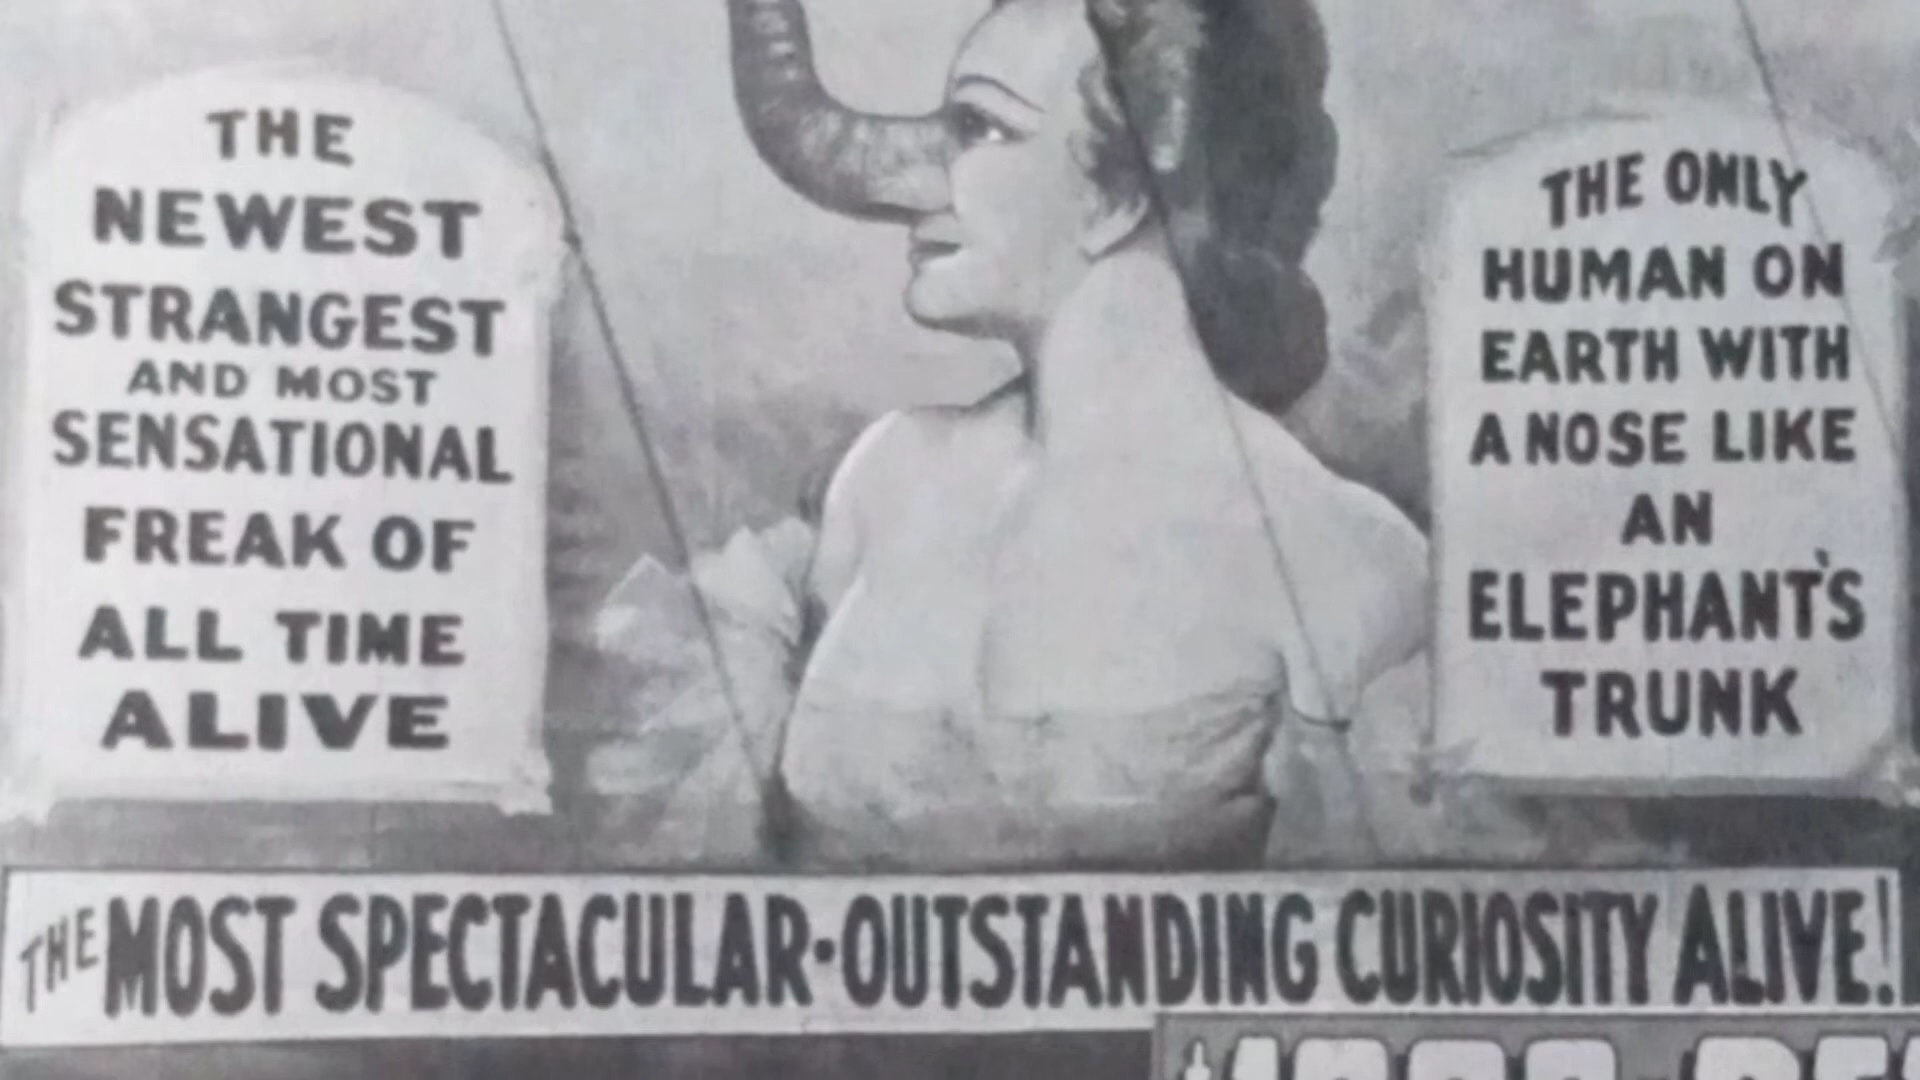 THE
NEWEST
STRANGEST
AND MOST
SENSATIONAL
FREAK OF
ALL TIME
ALIVE
THE ONLY
HUMAN ON
EARTH WITH
A NOSE LIKE
AN
ELEPHANT'S
TRUNK
THE MOST SPECTACULAR·OUTSTANDING CURIOSITY ALIVE!